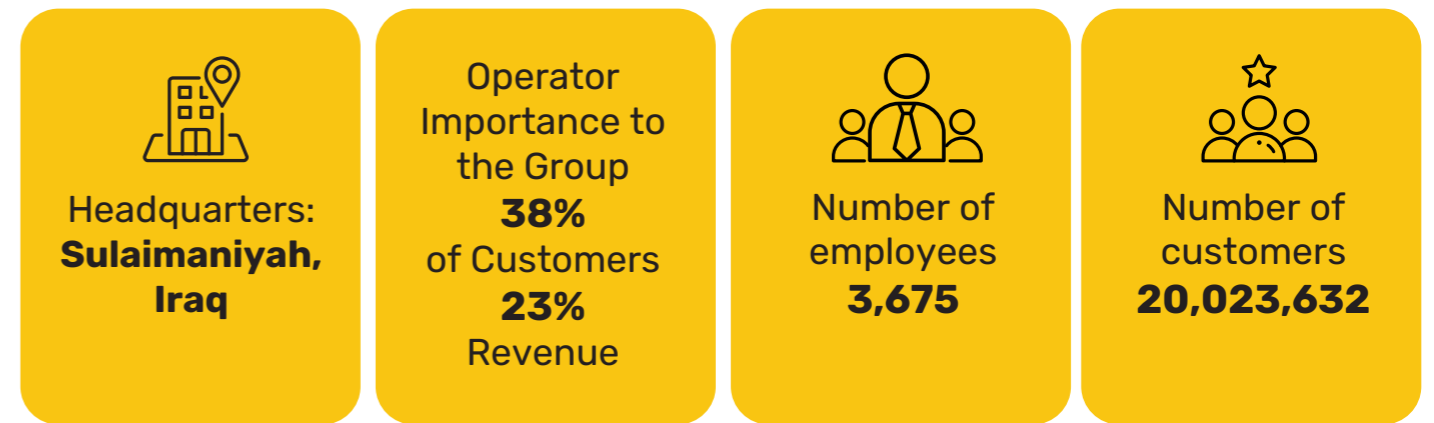 Headquarters:
Sulaimaniyah,
Iraq
Operator
Importance to
the Group
38%
of Customers
23%
Revenue
Number of
employees
3,675
Number of
customers
20,023,632